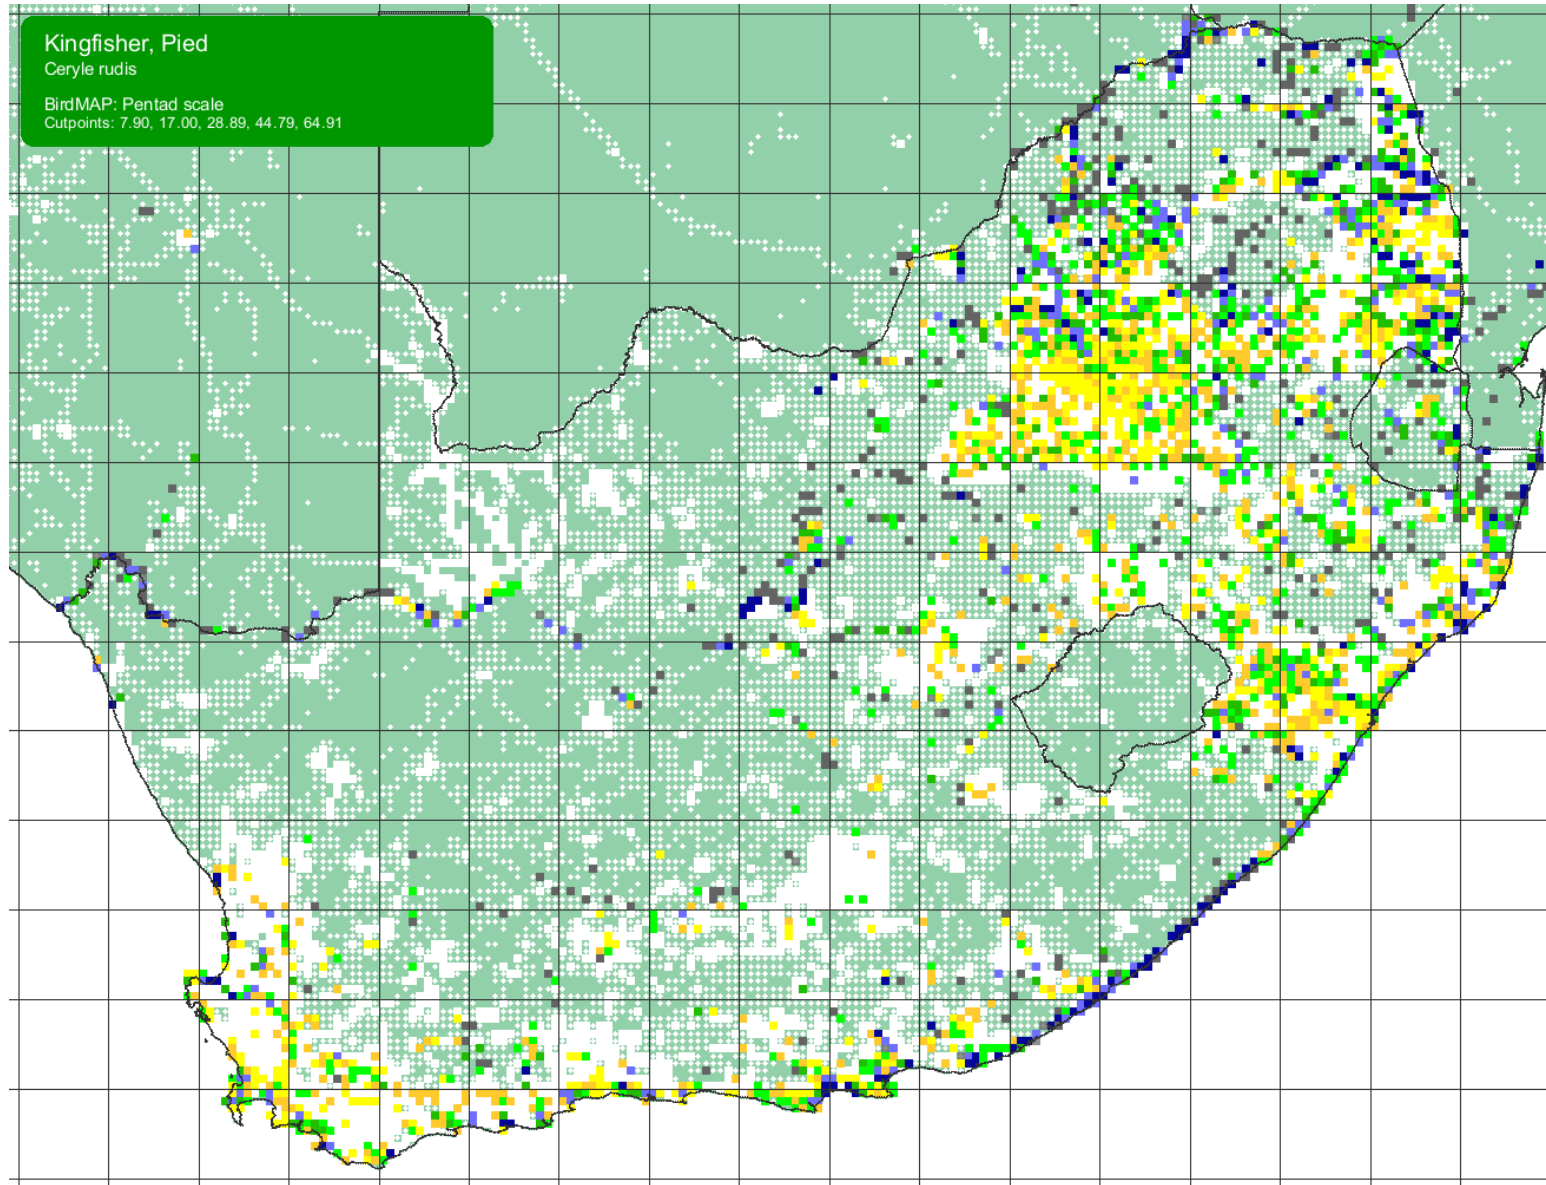 Kingfisher, Pied
Ceryle rudis
BirdMAP: Pentad scale
Cutpoints: 7.90, 17.00, 28.89, 44.79, 64.91